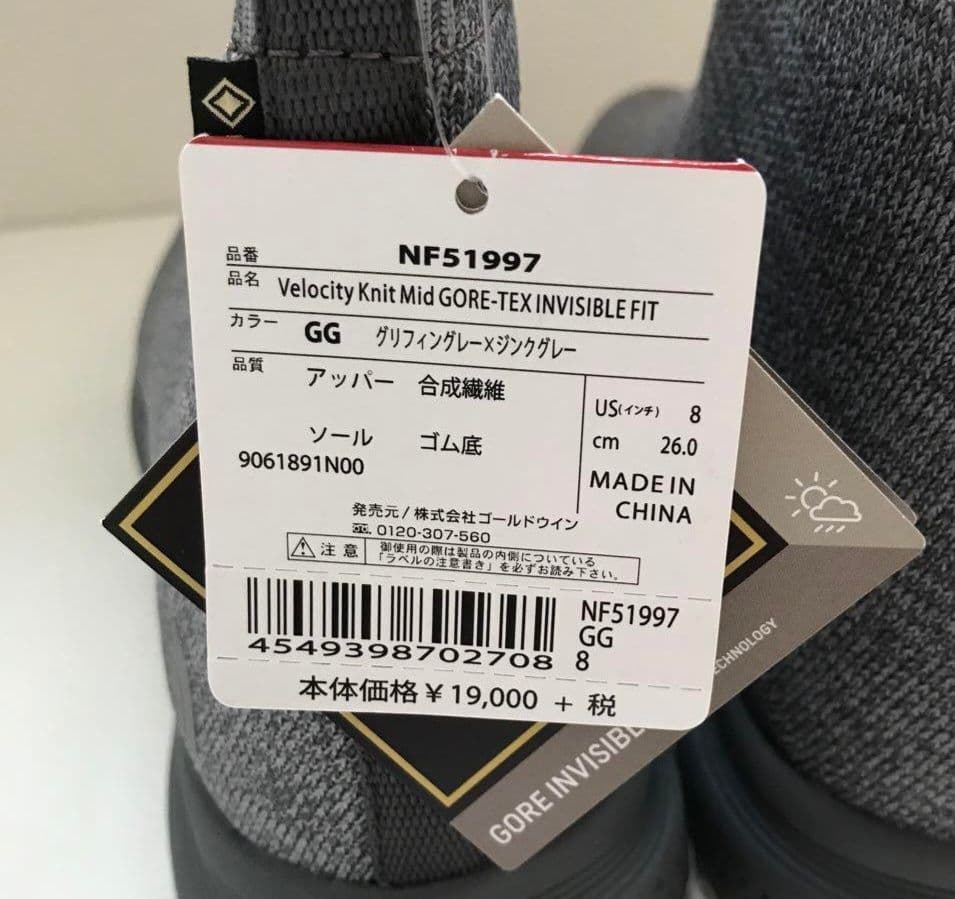 品番 NF51997
品名 Velocity Knit Mid GORE-TEX INVISIBLE FIT
カラー GG グリフィングレー×ジンクグレー
品質 アッパー 合成繊維
ソール ゴム底
9061891N00
US(インチ) 8
cm 26.0
MADE IN
CHINA
発売元/株式会社ゴールドウイン
0120-307-560
注意 御使用の際は製品の内側についている
「ラベルの注意書き」を必ずお読み下さい。
4549398702708
NF51997
GG
8
本体価格¥19,000 + 税
GORE INVISIBL
ECHNOLOGY